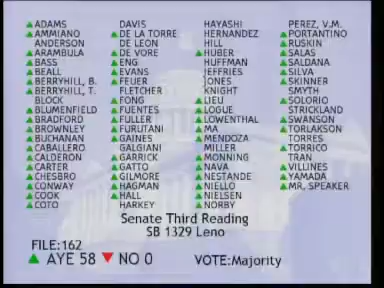 ▲ADAMS DAVIS HAYASHI PEREZ, V.M.
▲AMMIANO ▲DE LA TORRE HERNANDEZ ▲PORTANTINO
ANDERSON DE LEON HILL ▲RUSKIN
▲ARAMBULA ▲DE VORE ▲HUBER ▲SALAS
▲BASS ▲ENG HUFFMAN ▲SALDANA
▲BEALL ▲EVANS JEFFRIES ▲SILVA
▲BERRYHILL, B. ▲FEUER JONES ▲SKINNER
▲BERRYHILL, T. FLETCHER KNIGHT SMYTH
BLOCK ▲FONG ▲LIEU ▲SOLORIO
▲BLUMENFIELD ▲FUENTES ▲LOGUE STRICKLAND
▲BRADFORD ▲FULLER ▲LOWENTHAL ▲SWANSON
▲BROWNLEY ▲FURUTANI ▲MA ▲TORLAKSON
▲BUCHANAN ▲GAINES ▲MENDOZA TORRES
▲CABALLERO GALGIANI MILLER ▲TORRICO
▲CALDERON ▲GARRICK ▲MONNING TRAN
▲CARTER ▲GATTO ▲NAVA ▲VILLINES
▲CHESBRO ▲GILMORE ▲NESTANDE ▲YAMADA
▲CONWAY ▲HAGMAN ▲NIELLO ▲MR. SPEAKER
▲COOK ▲HALL ▲NIELSEN
▲COTO HARKEY ▲NORBY
Senate Third Reading
SB 1329 Leno
FILE:162
▲ AYE 58 ▼ NO 0 VOTE:Majority